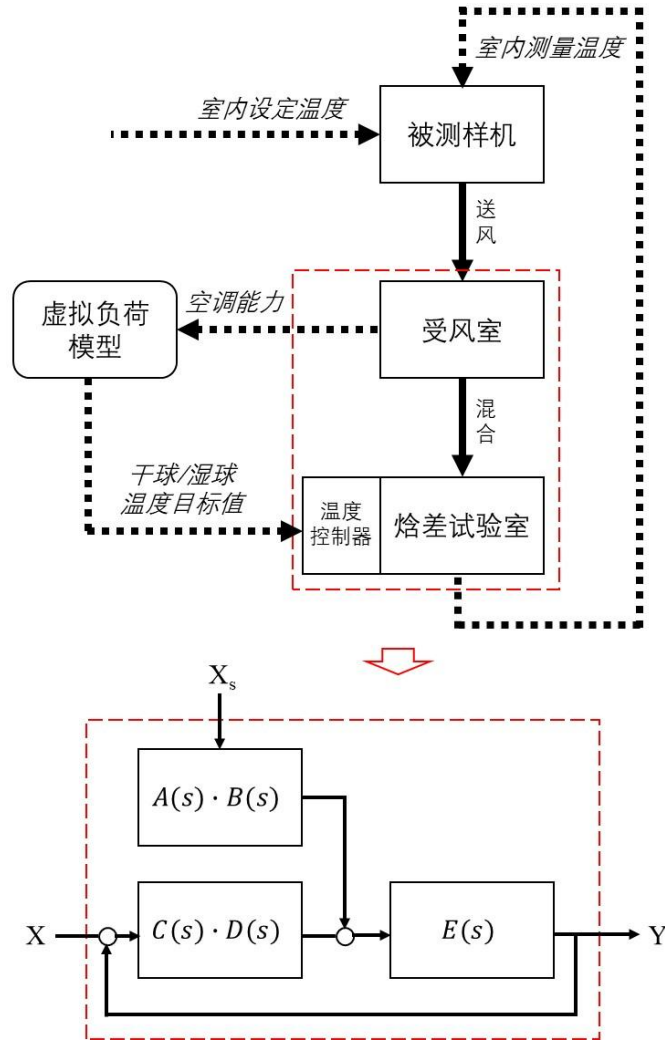 室内测量温度
室内设定温度
被测样机
送
风
空调能力
虚拟负荷
模型
受风室
混
合
干球/湿球
温度目标值
温度
控制器
焓差试验室
Xs
A(s) · B(s)
X
C(s) · D(s)
E(s)
Y